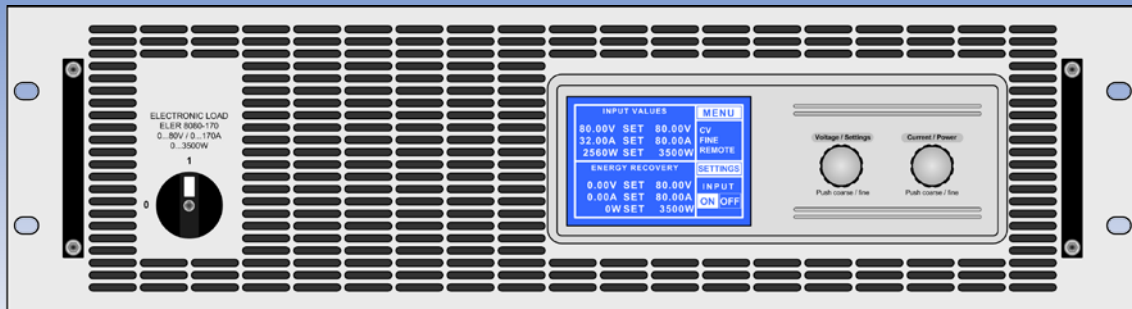 ELECTRONIC LOAD
ELER 8080-170
0...80V / 0...170A
0...3500W
1
0
INPUT VALUES
80.00V SET 80.00V
32.00A SET 80.00A
2560W SET 3500W
MENU
CV
FINE
REMOTE
ENERGY RECOVERY
0.00V SET 80.00V
0.00A SET 80.00A
0W SET 3500W
SETTINGS
INPUT
ON OFF
Voltage / Settings
Push coarse / fine
Current / Power
Push coarse / fine